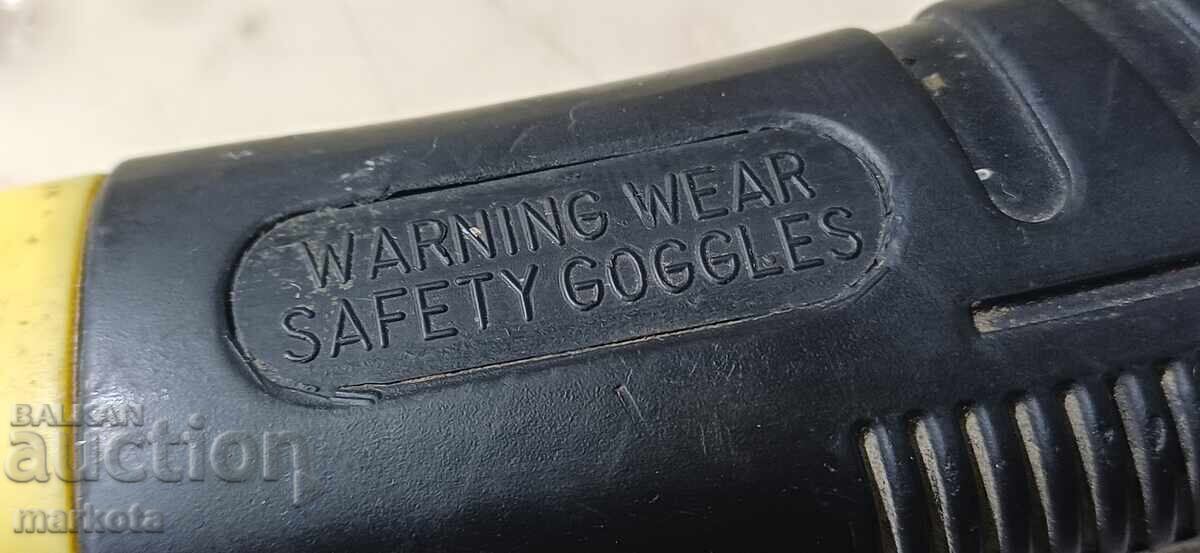 WARNING WEAR
SAFETY GOGGLES
BALKAN
auction
markota